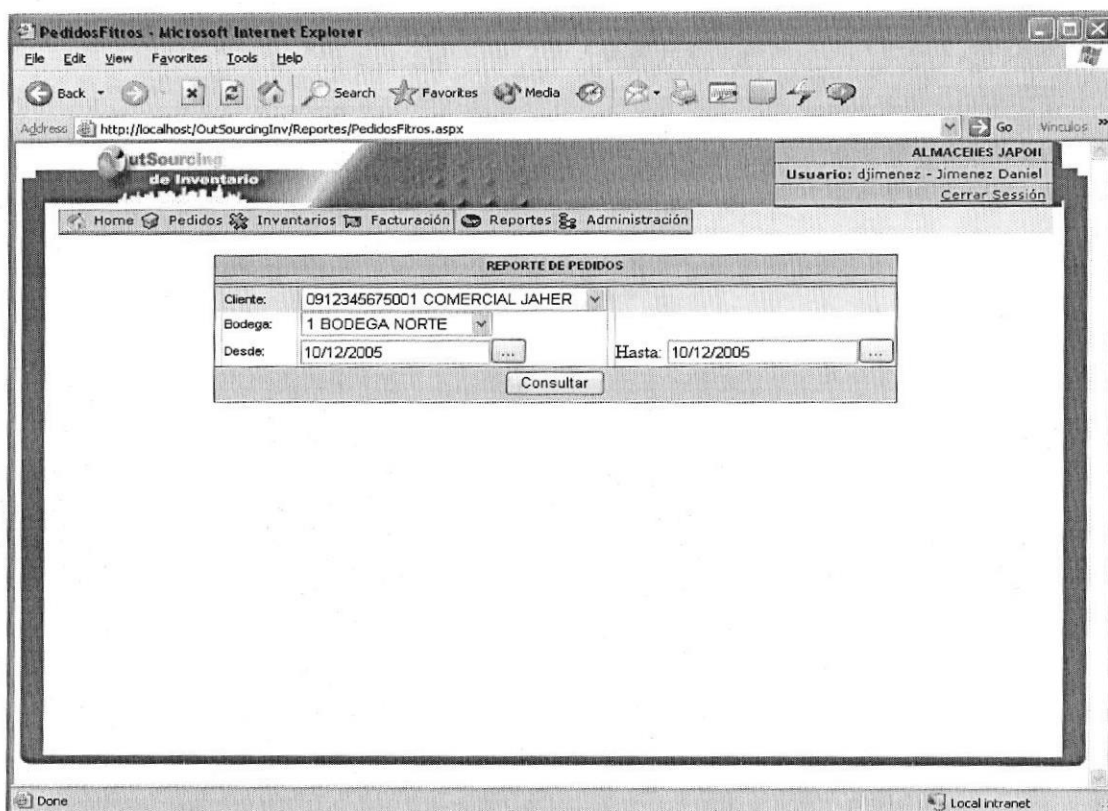 PedidosFitros - Microsoft Internet Explorer
File Edit View Favorites Tools Help
Back Search Favorites Media
Address http://localhost/OutSourcingInv/Reportes/PedidosFitros.aspx Go Vínculos »
OutSourcing ALMACENES JAPON
de Inventario Usuario: djimenez - Jimenez Daniel
Cerrar Sessión
Home Pedidos Inventarios Facturación Reportes Administración
REPORTE DE PEDIDOS
Cliente: 0912345675001 COMERCIAL JAHER
Bodega: 1 BODEGA NORTE
Desde: 10/12/2005 ... Hasta: 10/12/2005 ...
Consultar
Done Local intranet